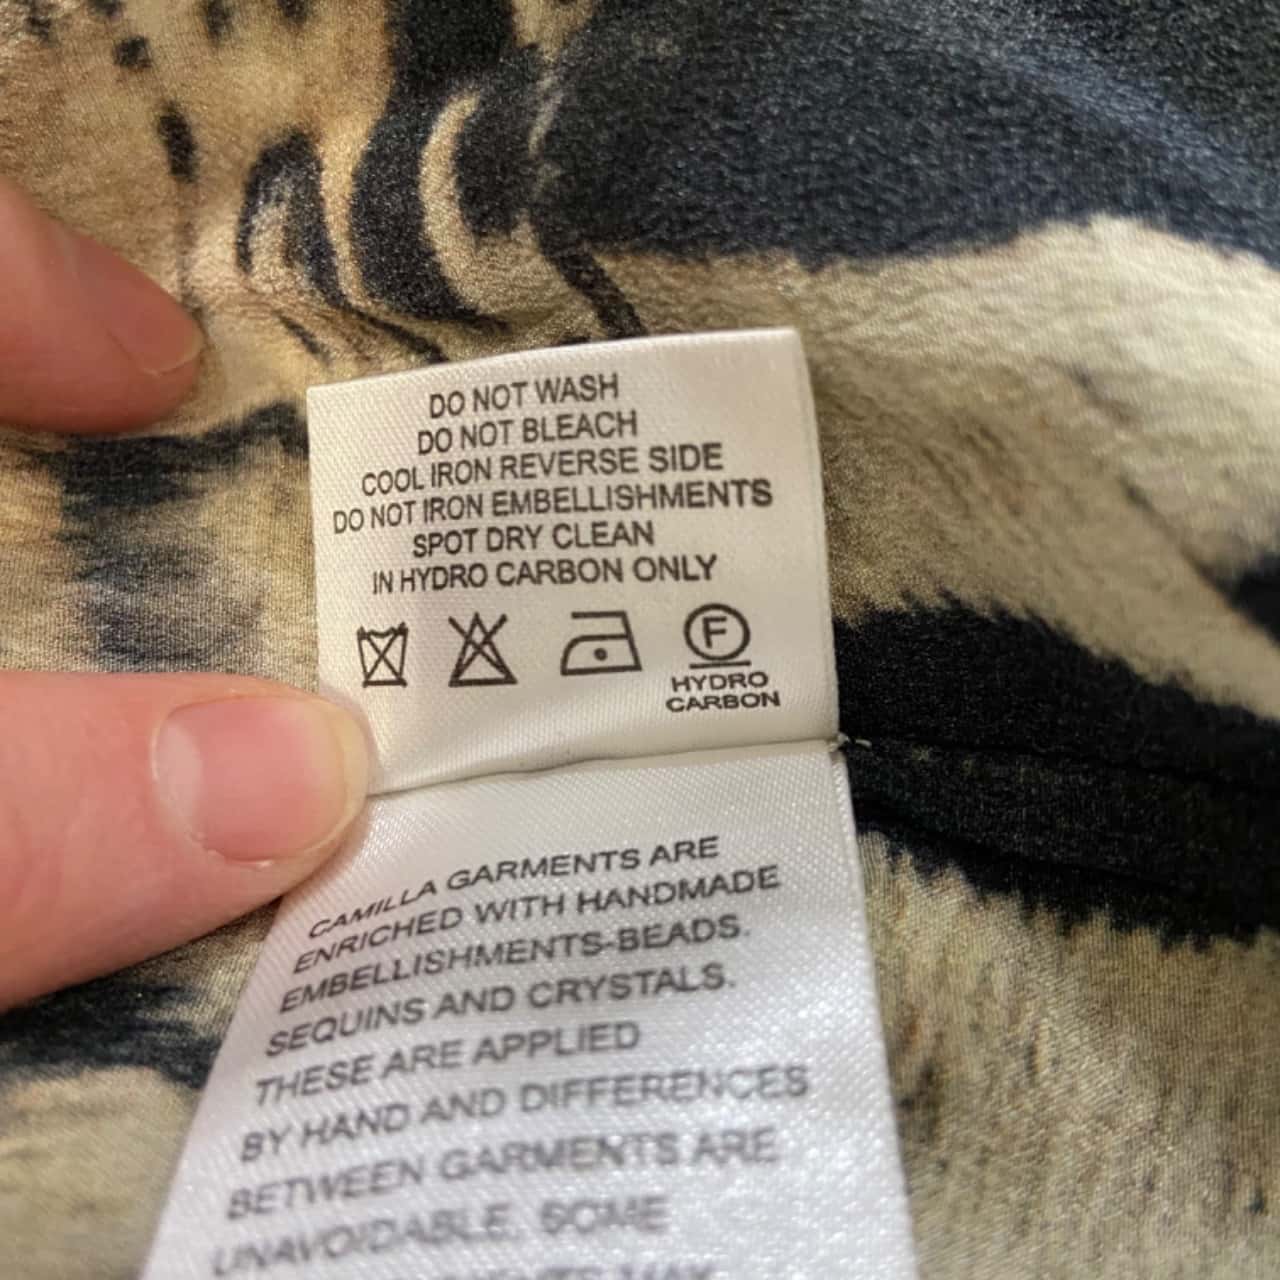 DO NOT WASH
DO NOT BLEACH
COOL IRON REVERSE SIDE
DO NOT IRON EMBELLISHMENTS
SPOT DRY CLEAN
IN HYDRO CARBON ONLY
F
HYDRO
CARBON
CAMILLA GARMENTS ARE
ENRICHED WITH HANDMADE
EMBELLISHMENTS-BEADS.
SEQUINS AND CRYSTALS.
THESE ARE APPLIED
BY HAND AND DIFFERENCES
BETWEEN GARMENTS ARE
UNAVOIDABLE. SOME
MAY